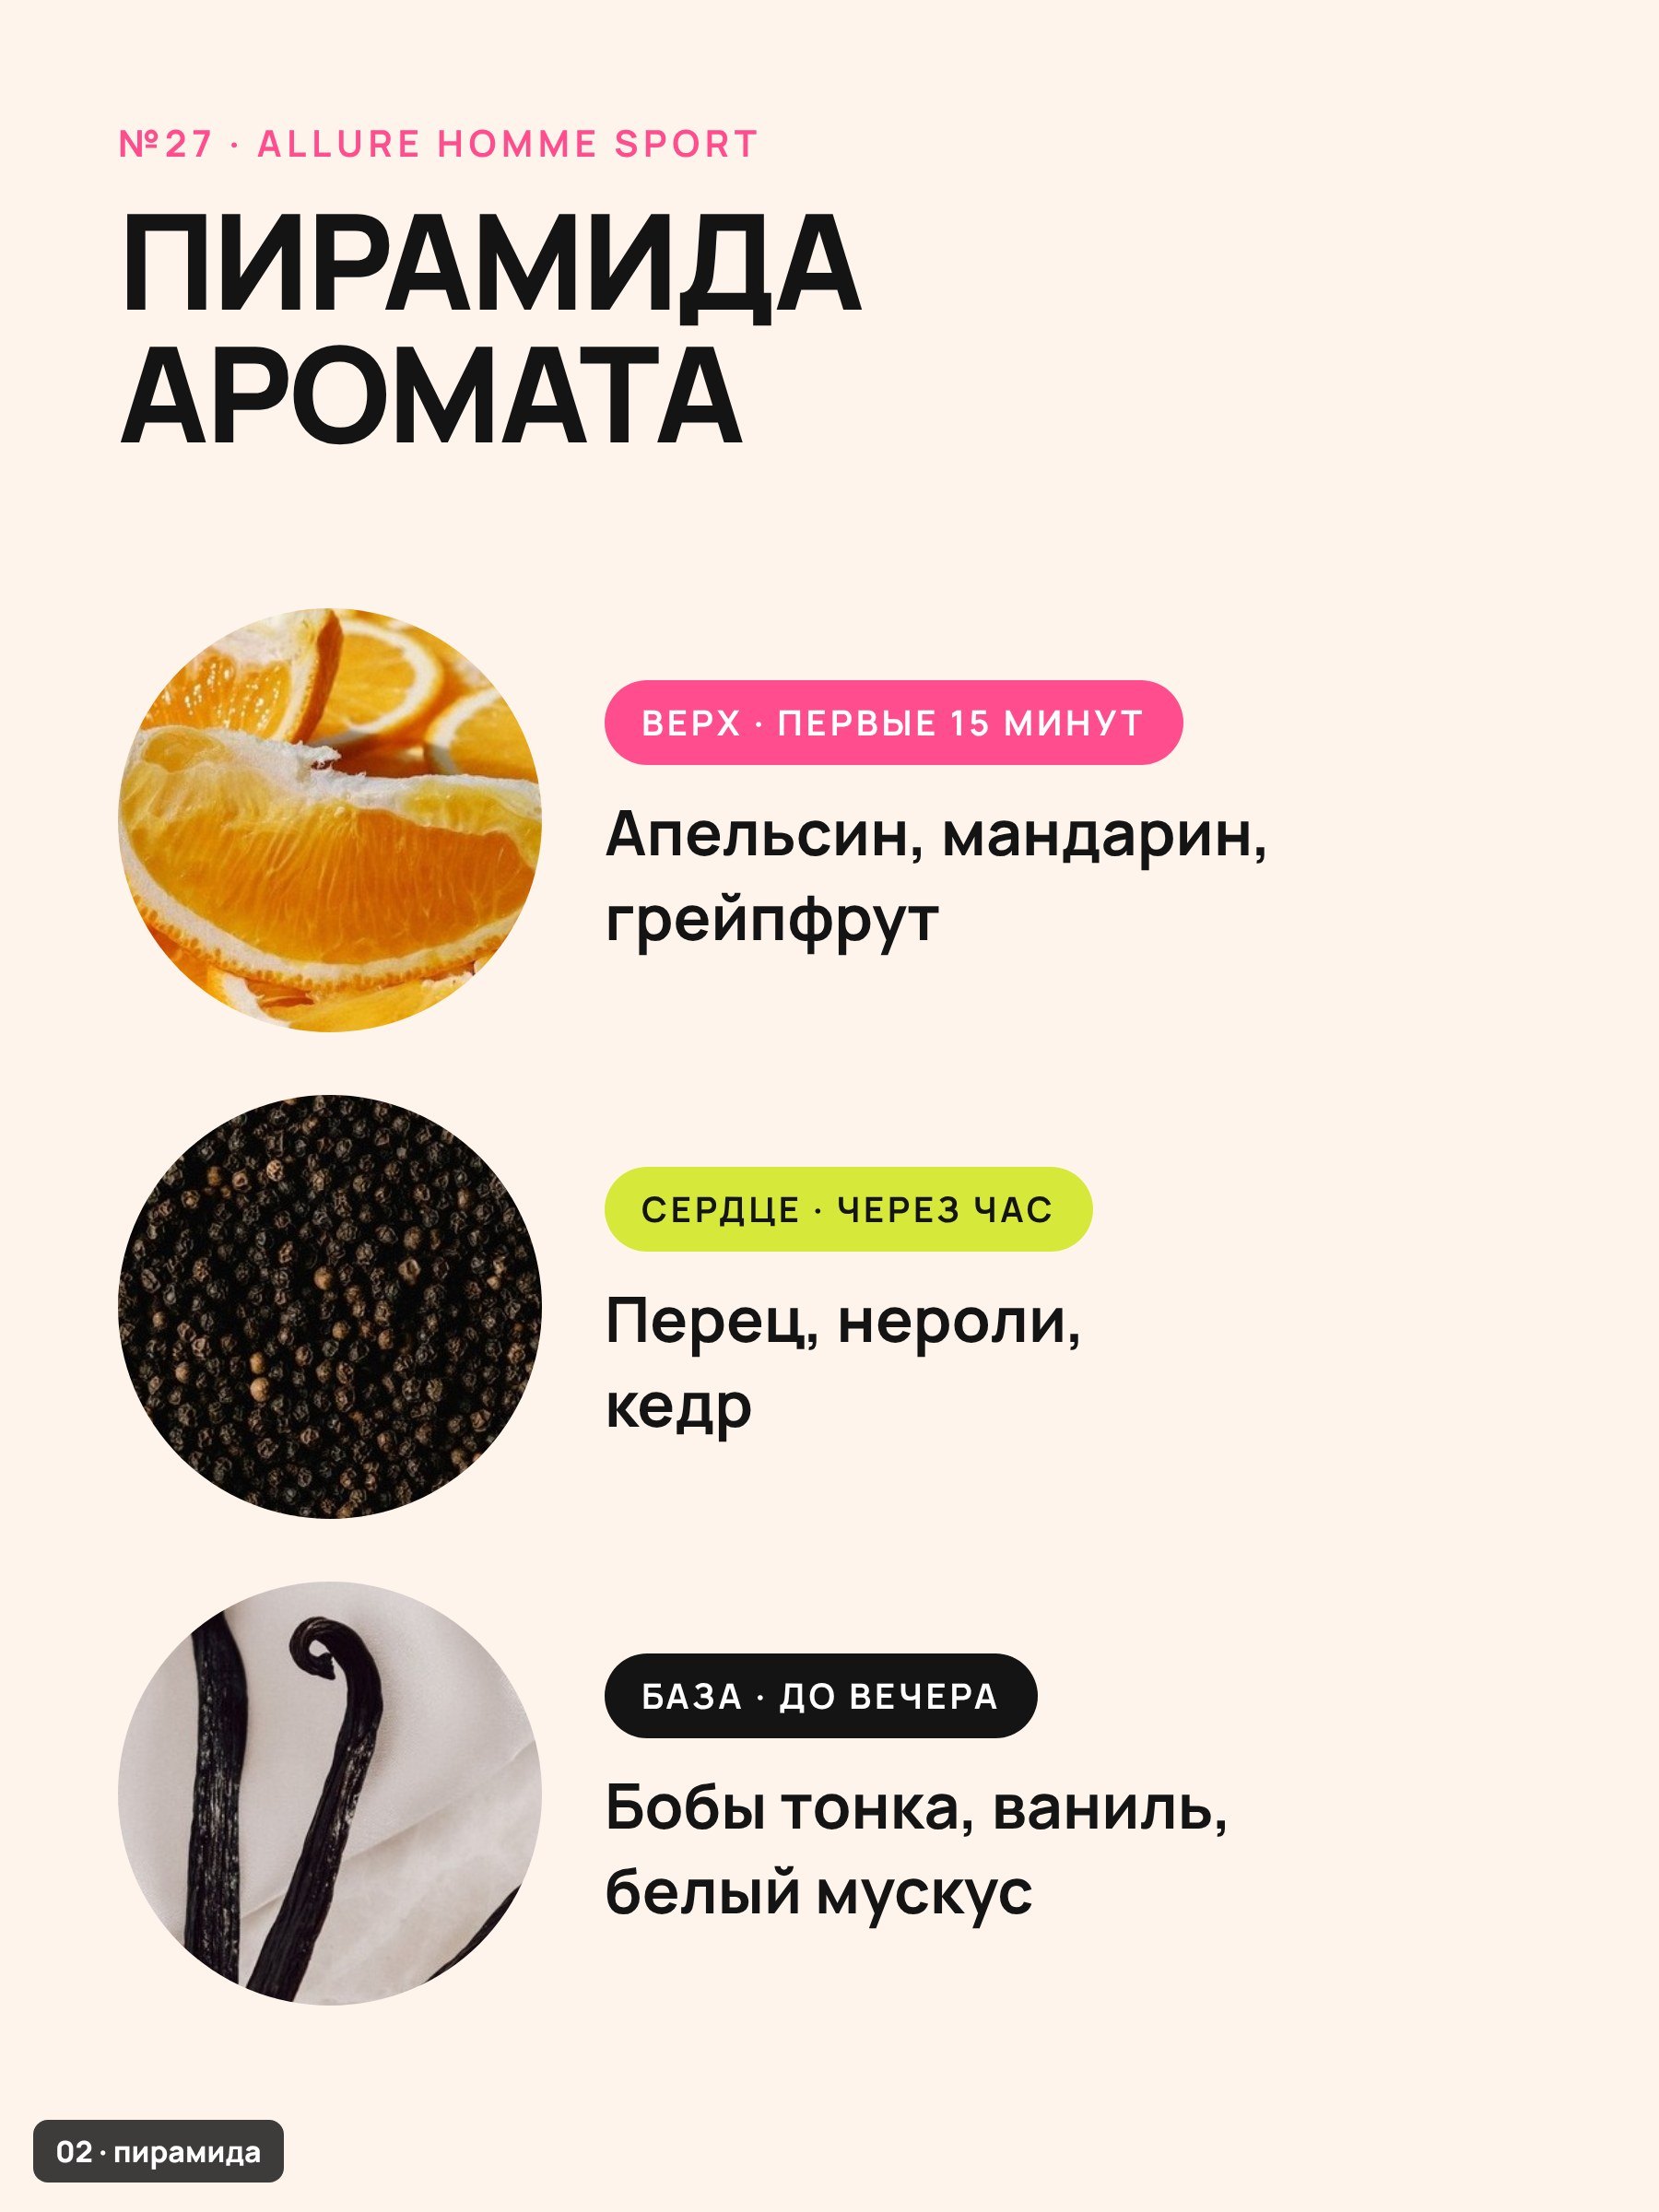 №27 · ALLURE HOMME SPORT
ПИРАМИДА
АРОМАТА
ВЕРХ · ПЕРВЫЕ 15 МИНУТ
Апельсин, мандарин,
грейпфрут
СЕРДЦЕ · ЧЕРЕЗ ЧАС
Перец, нероли,
кедр
БАЗА · ДО ВЕЧЕРА
Бобы тонка, ваниль,
белый мускус
02 · пирамида